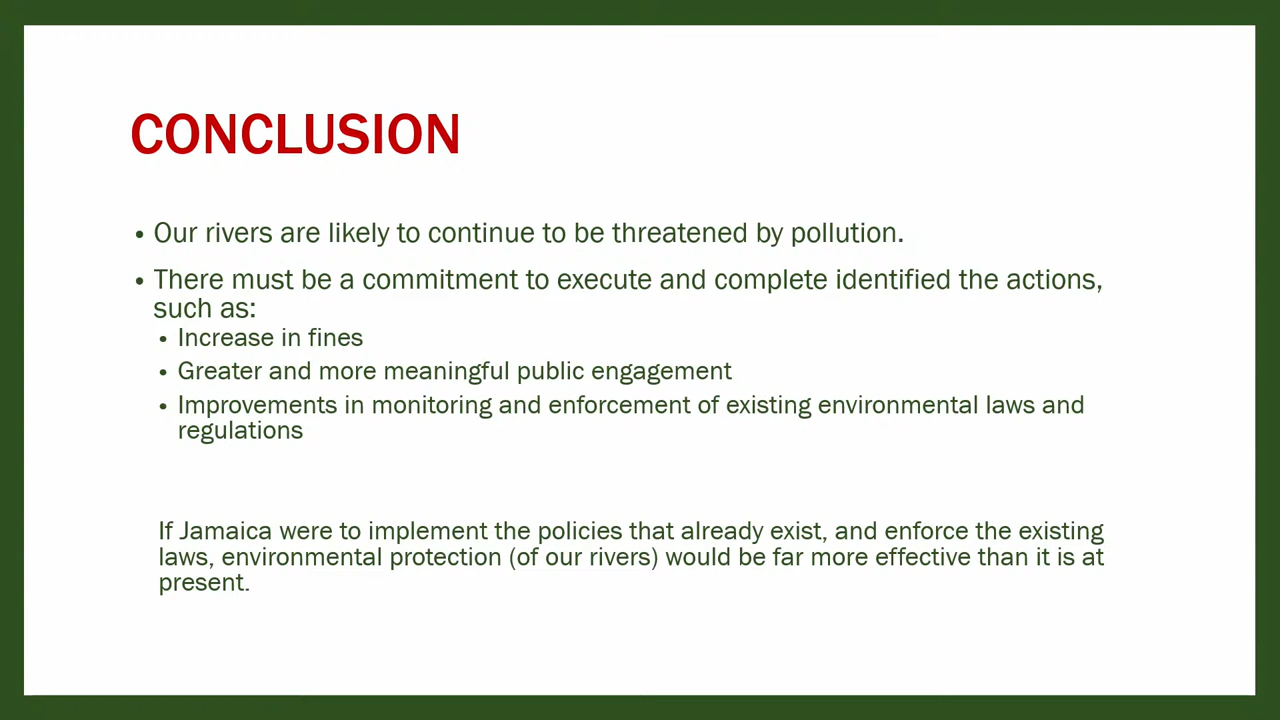 CONCLUSION
• Our rivers are likely to continue to be threatened by pollution.
• There must be a commitment to execute and complete identified the actions,
such as:
• Increase in fines
• Greater and more meaningful public engagement
• Improvements in monitoring and enforcement of existing environmental laws and
regulations
If Jamaica were to implement the policies that already exist, and enforce the existing
laws, environmental protection (of our rivers) would be far more effective than it is at
present.